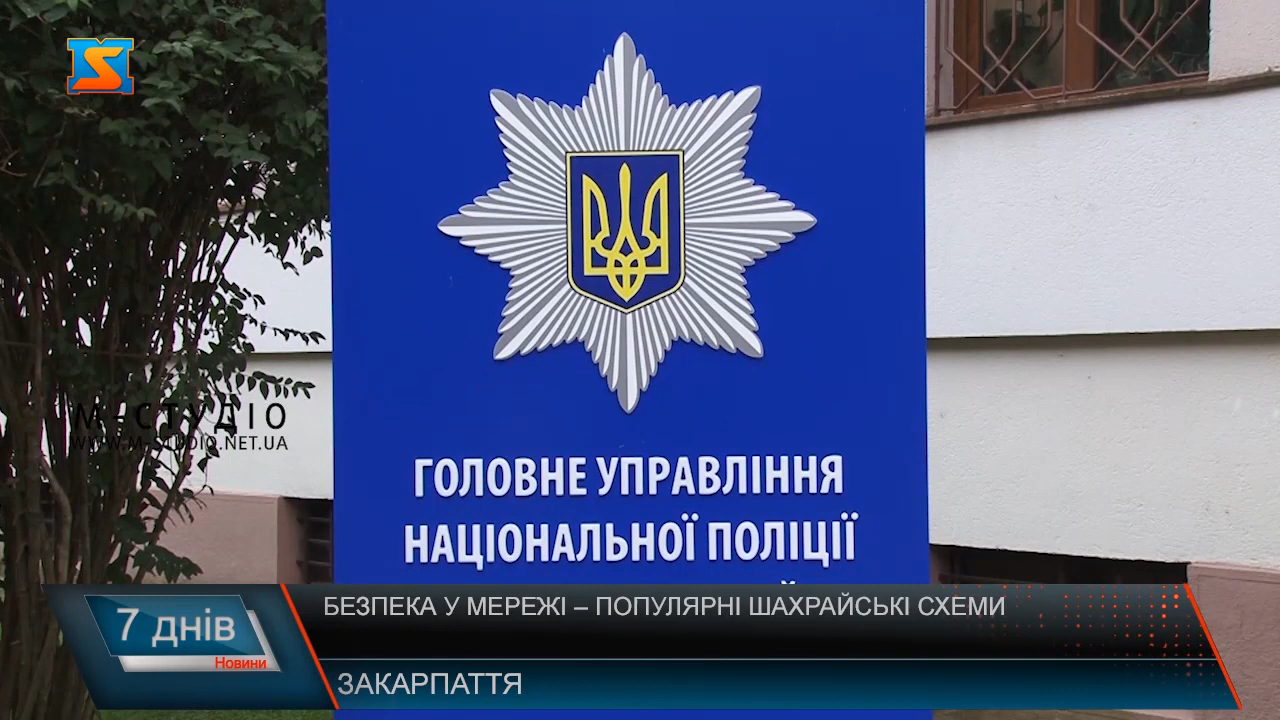 М-СТУДІО
WWW.M-STUDIO.NET.UA
ГОЛОВНЕ УПРАВЛІННЯ
НАЦІОНАЛЬНОЇ ПОЛІЦІЇ
7 днів
Новини
БЕЗПЕКА У МЕРЕЖІ – ПОПУЛЯРНІ ШАХРАЙСЬКІ СХЕМИ
ЗАКАРПАТТЯ